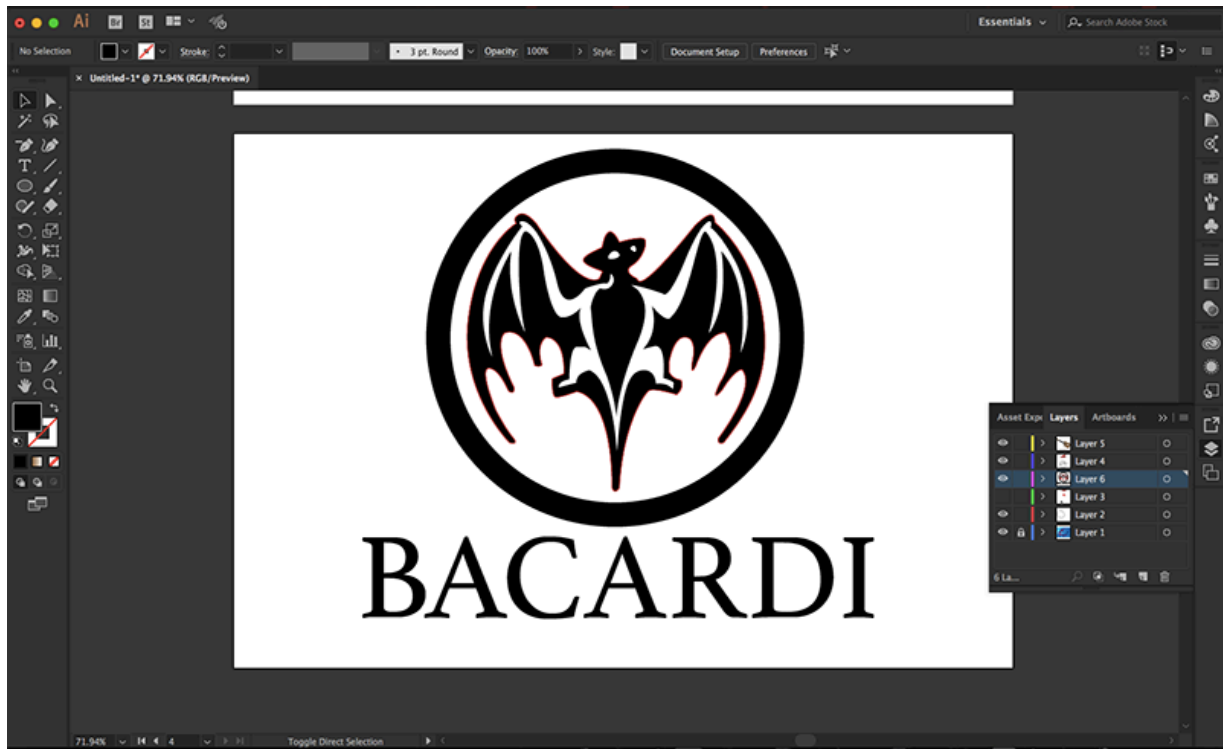 Ai Br St Essentials Search Adobe Stock
No Selection Stroke: 3 pt. Round Opacity: 100% Style: Document Setup Preferences
× Untitled-1* @ 71.94% (RGB/Preview)
BACARDI
Layers Artboards
Layer 5
Layer 4
Layer 6
Layer 3
Layer 2
Layer 1
6 La...
71.94% 4 Toggle Direct Selection